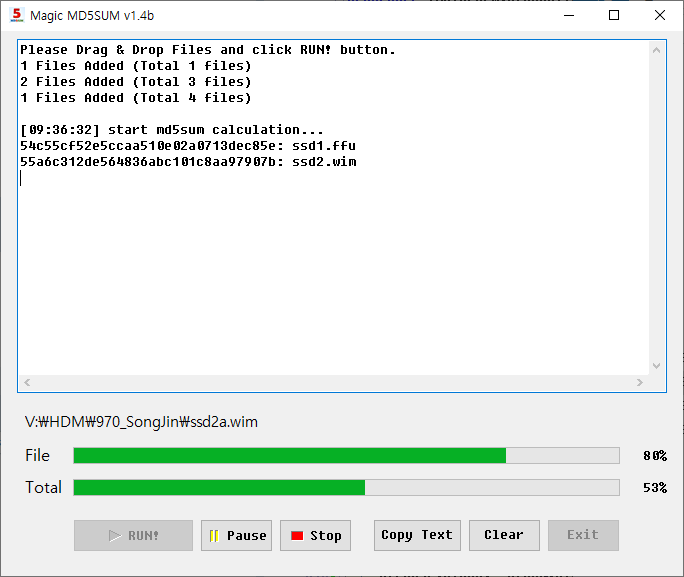 5 Magic MD5SUM v1.4b
Please Drag & Drop Files and click RUN! button.
1 Files Added (Total 1 files)
2 Files Added (Total 3 files)
1 Files Added (Total 4 files)
[09:36:32] start md5sum calculation...
54c55cf52e5ccaa510e02a0713dec85e: ssd1.ffu
55a6c312de564836abc101c8aa97907b: ssd2.wim
V:₩HDM₩970_SongJin₩ssd2a.wim
File 80%
Total 53%
RUN! Pause Stop Copy Text Clear Exit